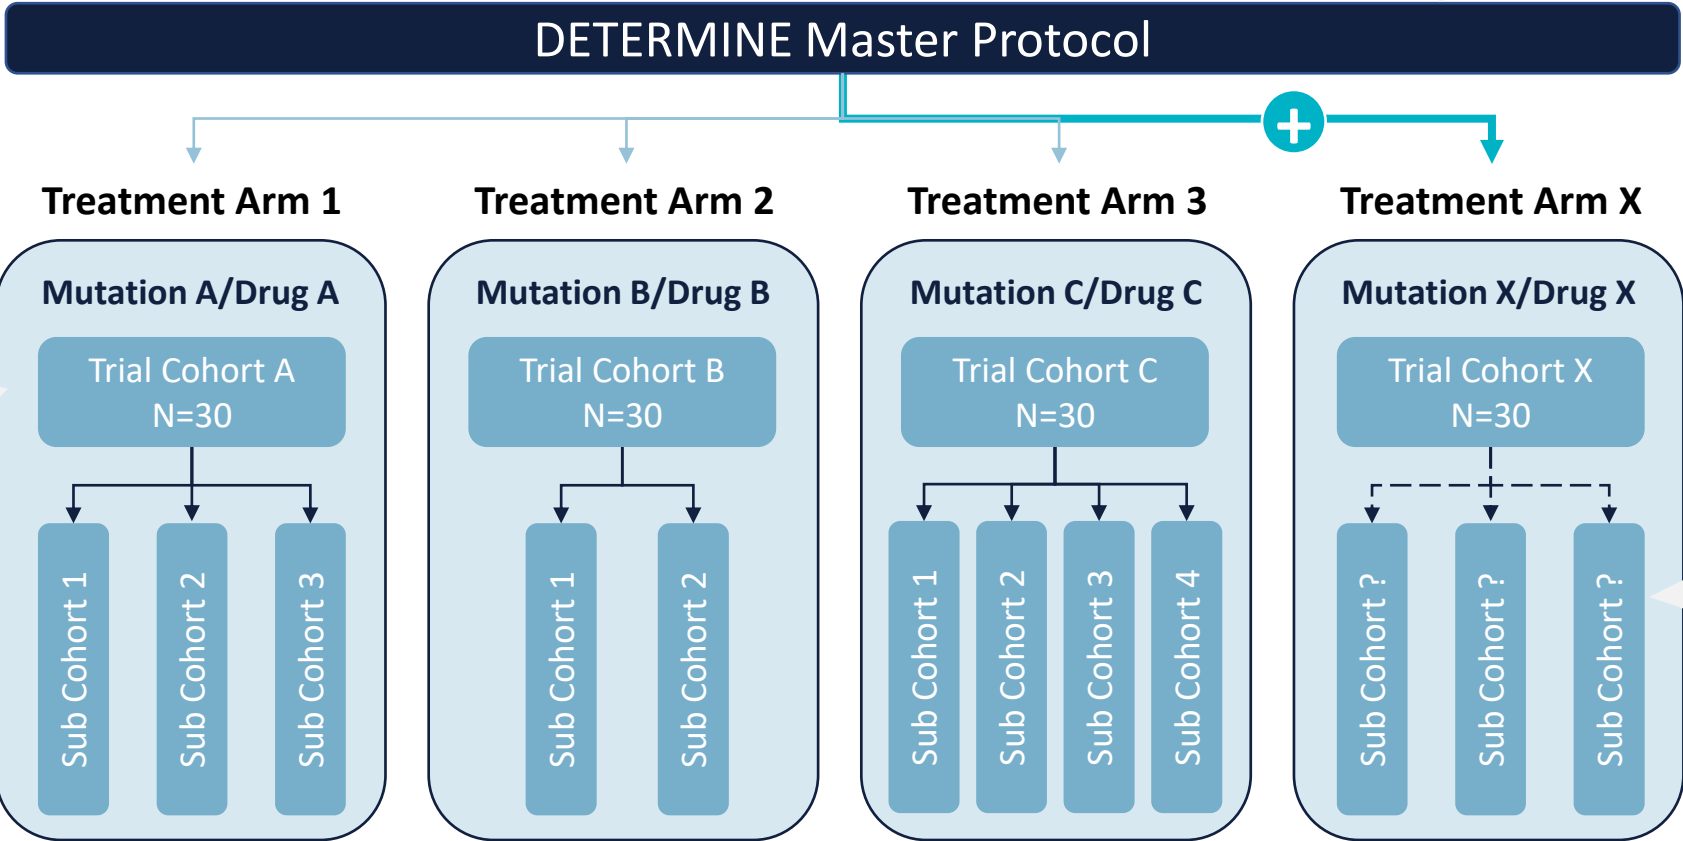 DETERMINE Master Protocol
+
Treatment Arm 1
Treatment Arm 2
Treatment Arm 3
Treatment Arm X
Mutation A/Drug A
Trial Cohort A
N=30
Sub Cohort 1
Sub Cohort 2
Sub Cohort 3
Mutation B/Drug B
Trial Cohort B
N=30
Sub Cohort 1
Sub Cohort 2
Mutation C/Drug C
Trial Cohort C
N=30
Sub Cohort 1
Sub Cohort 2
Sub Cohort 3
Sub Cohort 4
Mutation X/Drug X
Trial Cohort X
N=30
Sub Cohort ?
Sub Cohort ?
Sub Cohort ?